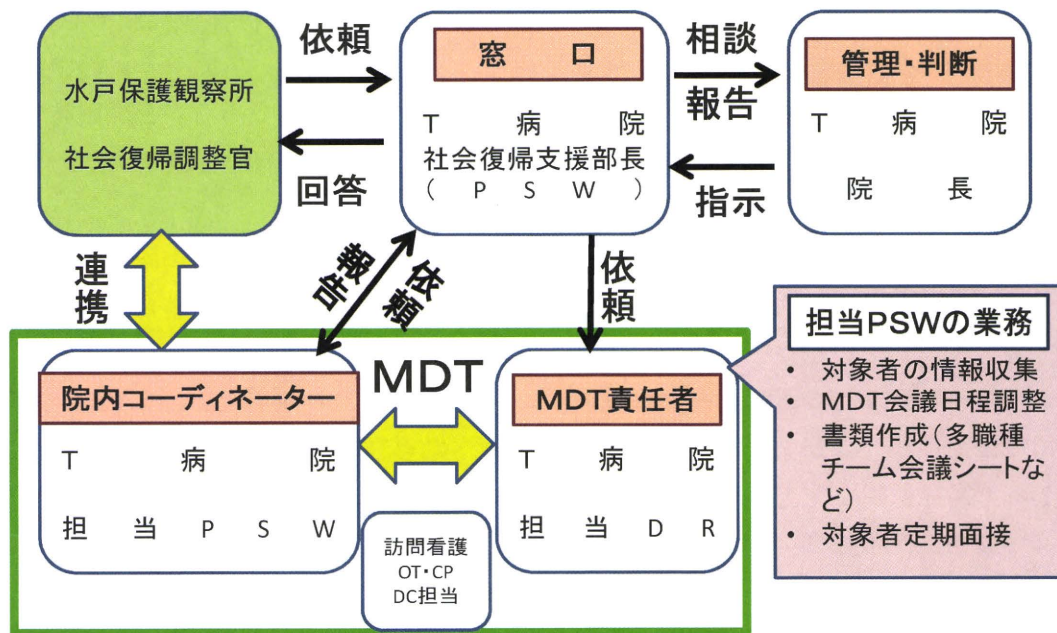 水戸保護観察所
社会復帰調整官
依頼
回答
窓 口
T 病 院
社会復帰支援部長
( P S W )
相談
報告
指示
管理・判断
T 病 院
院 長
連携
依頼
報告
依頼
MDT
院内コーディネーター
T 病 院
担 当 P S W
訪問看護
OT・CP
DC担当
MDT責任者
T 病 院
担 当 D R
担当PSWの業務
• 対象者の情報収集
• MDT会議日程調整
• 書類作成(多職種
チーム会議シートな
ど)
• 対象者定期面接